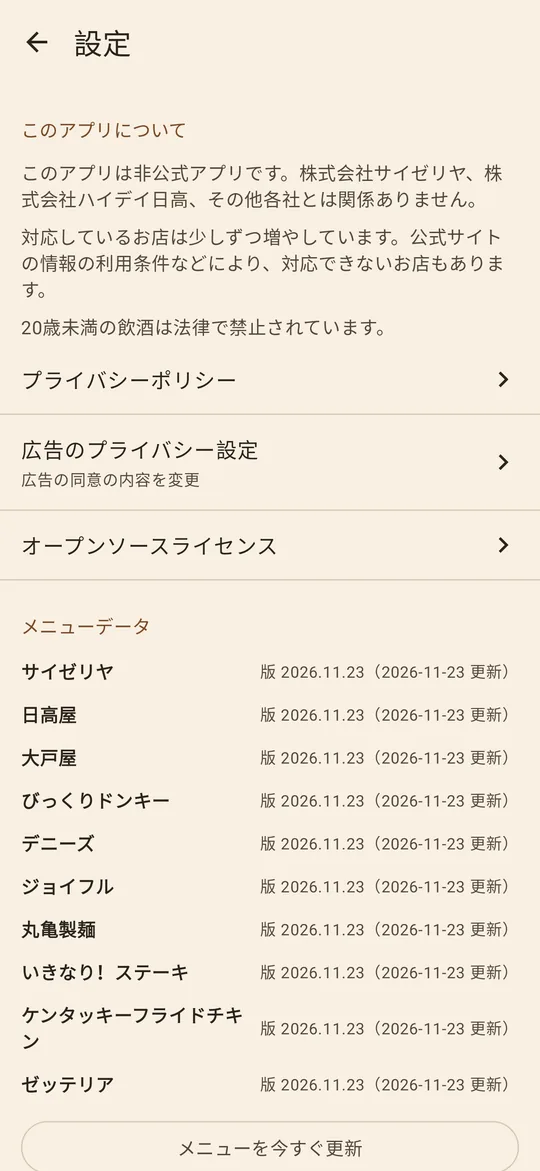 設定
このアプリについて
このアプリは非公式アプリです。株式会社サイゼリヤ、株
式会社ハイデイ日高、その他各社とは関係ありません。
対応しているお店は少しずつ増やしています。公式サイト
の情報の利用条件などにより、対応できないお店もありま
す。
20歳未満の飲酒は法律で禁止されています。
プライバシーポリシー
広告のプライバシー設定
広告の同意の内容を変更
オープンソースライセンス
メニューデータ
サイゼリヤ 版 2026.11.23（2026-11-23 更新）
日高屋 版 2026.11.23（2026-11-23 更新）
大戸屋 版 2026.11.23（2026-11-23 更新）
びっくりドンキー 版 2026.11.23（2026-11-23 更新）
デニーズ 版 2026.11.23（2026-11-23 更新）
ジョイフル 版 2026.11.23（2026-11-23 更新）
丸亀製麺 版 2026.11.23（2026-11-23 更新）
いきなり！ステーキ 版 2026.11.23（2026-11-23 更新）
ケンタッキーフライドチキ
ン 版 2026.11.23（2026-11-23 更新）
ゼッテリア 版 2026.11.23（2026-11-23 更新）
メニューを今すぐ更新